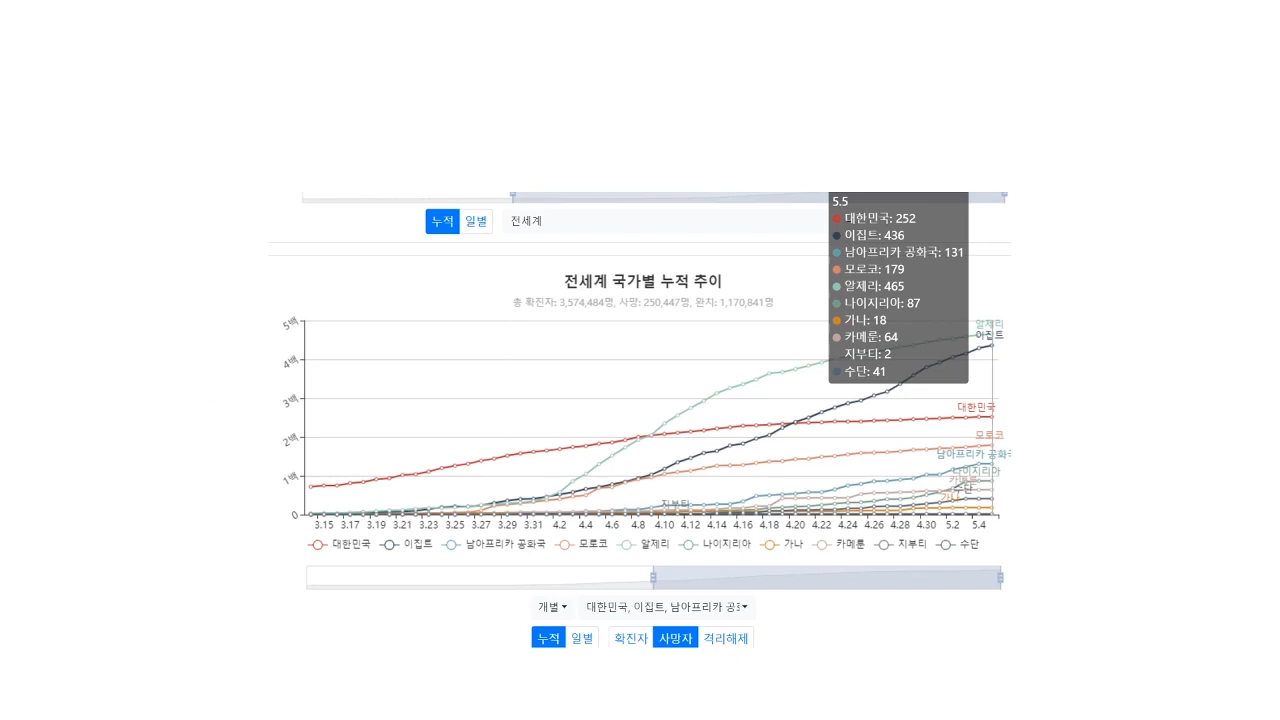 5.5
대한민국: 252
누적 일별 전세계
이집트: 436
남아프리카 공화국: 131
모로코: 179
알제리: 465
나이지리아: 87
가나: 18
카메룬: 64
지부티: 2
수단: 41
전세계 국가별 누적 추이
총 확진자: 3,574,484명, 사망: 250,447명, 완치: 1,170,841명
5백
4백
3백
2백
1백
0
알제리
이집트
대한민국
모로코
남아프리카 공화국
나이지리아
카메룬
수단
가나
지부티
3.15 3.17 3.19 3.21 3.23 3.25 3.27 3.29 3.31 4.2 4.4 4.6 4.8 4.10 4.12 4.14 4.16 4.18 4.20 4.22 4.24 4.26 4.28 4.30 5.2 5.4
대한민국 이집트 남아프리카 공화국 모로코 알제리 나이지리아 가나 카메룬 지부티 수단
개별 대한민국, 이집트, 남아프리카 공화
누적 일별 확진자 사망자 격리해제